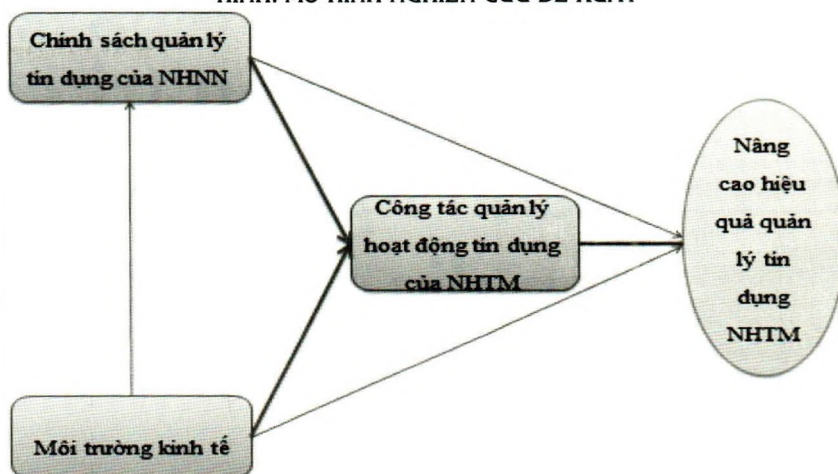 Chính sách quản lý
tín dụng của NHNN
Công tác quản lý
hoạt động tín dụng
của NHTM
Nâng
cao hiệu
quả quản
lý tín
dụng
NHTM
Môi trường kinh tế